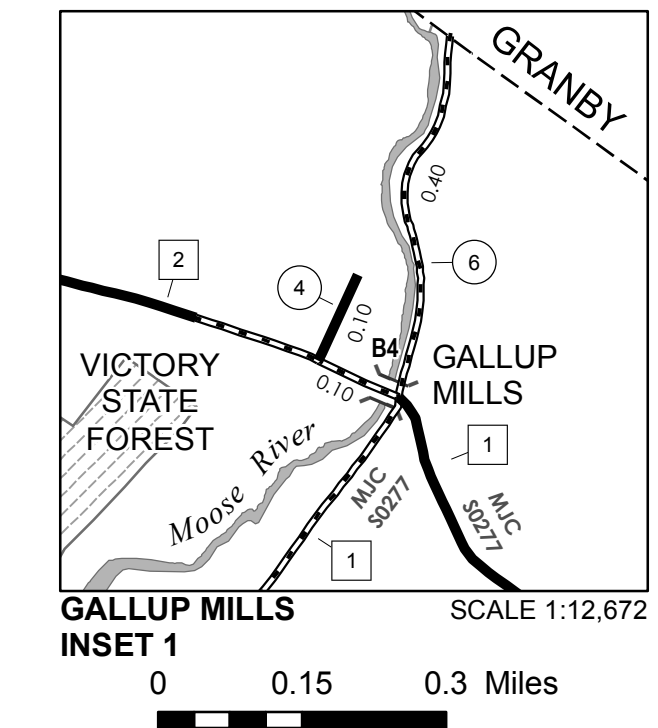 GRANBY
0.40
2
4
6
0.10
B4
GALLUP
MILLS
VICTORY
STATE
FOREST
0.10
1
Moose River
MJC
S0277
MJC
S0277
1
GALLUP MILLS
INSET 1
SCALE 1:12,672
0 0.15 0.3 Miles